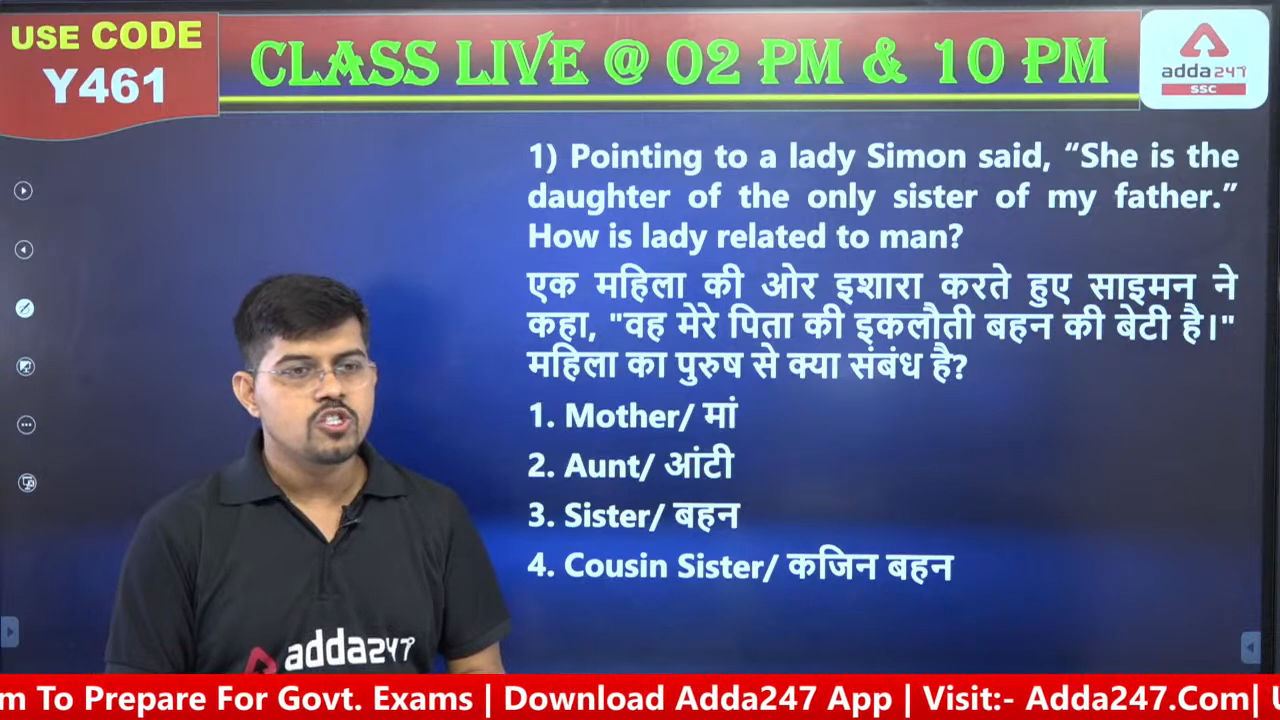 USE CODE
Y461
CLASS LIVE @ 02 PM & 10 PM
adda247
SSC
1) Pointing to a lady Simon said, “She is the
daughter of the only sister of my father.”
How is lady related to man?
एक महिला की ओर इशारा करते हुए साइमन ने
कहा, "वह मेरे पिता की इकलौती बहन की बेटी है।"
महिला का पुरुष से क्या संबंध है?
1. Mother/ मां
2. Aunt/ आंटी
3. Sister/ बहन
4. Cousin Sister/ कजिन बहन
adda247
m To Prepare For Govt. Exams | Download Adda247 App | Visit:- Adda247.Com| U